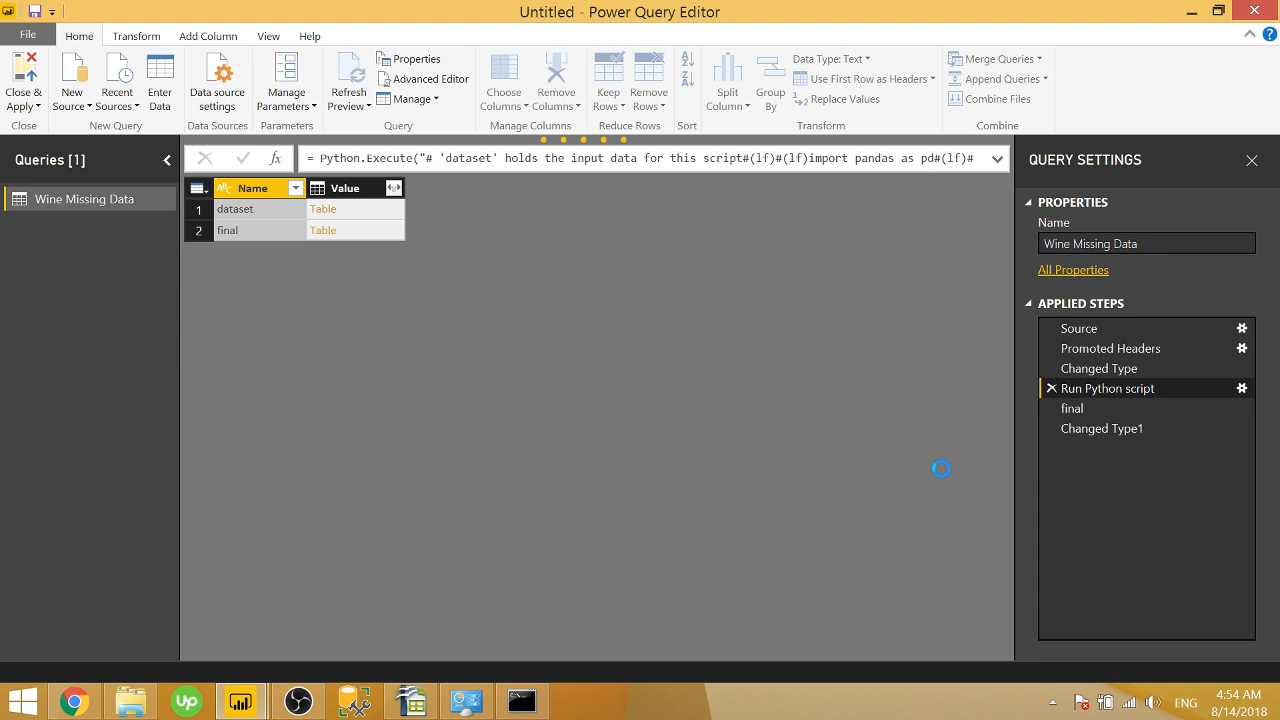 Untitled - Power Query Editor
File Home Transform Add Column View Help
Close & Apply
New Source
Recent Sources
Enter Data
Data source settings
Manage Parameters
Refresh Preview
Properties
Advanced Editor
Manage
Choose Columns
Remove Columns
Keep Rows
Remove Rows
Split Column
Group By
Data Type: Text
Use First Row as Headers
Replace Values
Merge Queries
Append Queries
Combine Files
Close New Query Data Sources Parameters Query Manage Columns Reduce Rows Sort Transform Combine
Queries [1]
Wine Missing Data
fx = Python.Execute("# 'dataset' holds the input data for this script#(lf)#(lf)import pandas as pd#(lf)#
ABC Name Value
1 dataset Table
2 final Table
QUERY SETTINGS
PROPERTIES
Name
Wine Missing Data
All Properties
APPLIED STEPS
Source
Promoted Headers
Changed Type
Run Python script
final
Changed Type1
Up
ENG
4:54 AM
8/14/2018